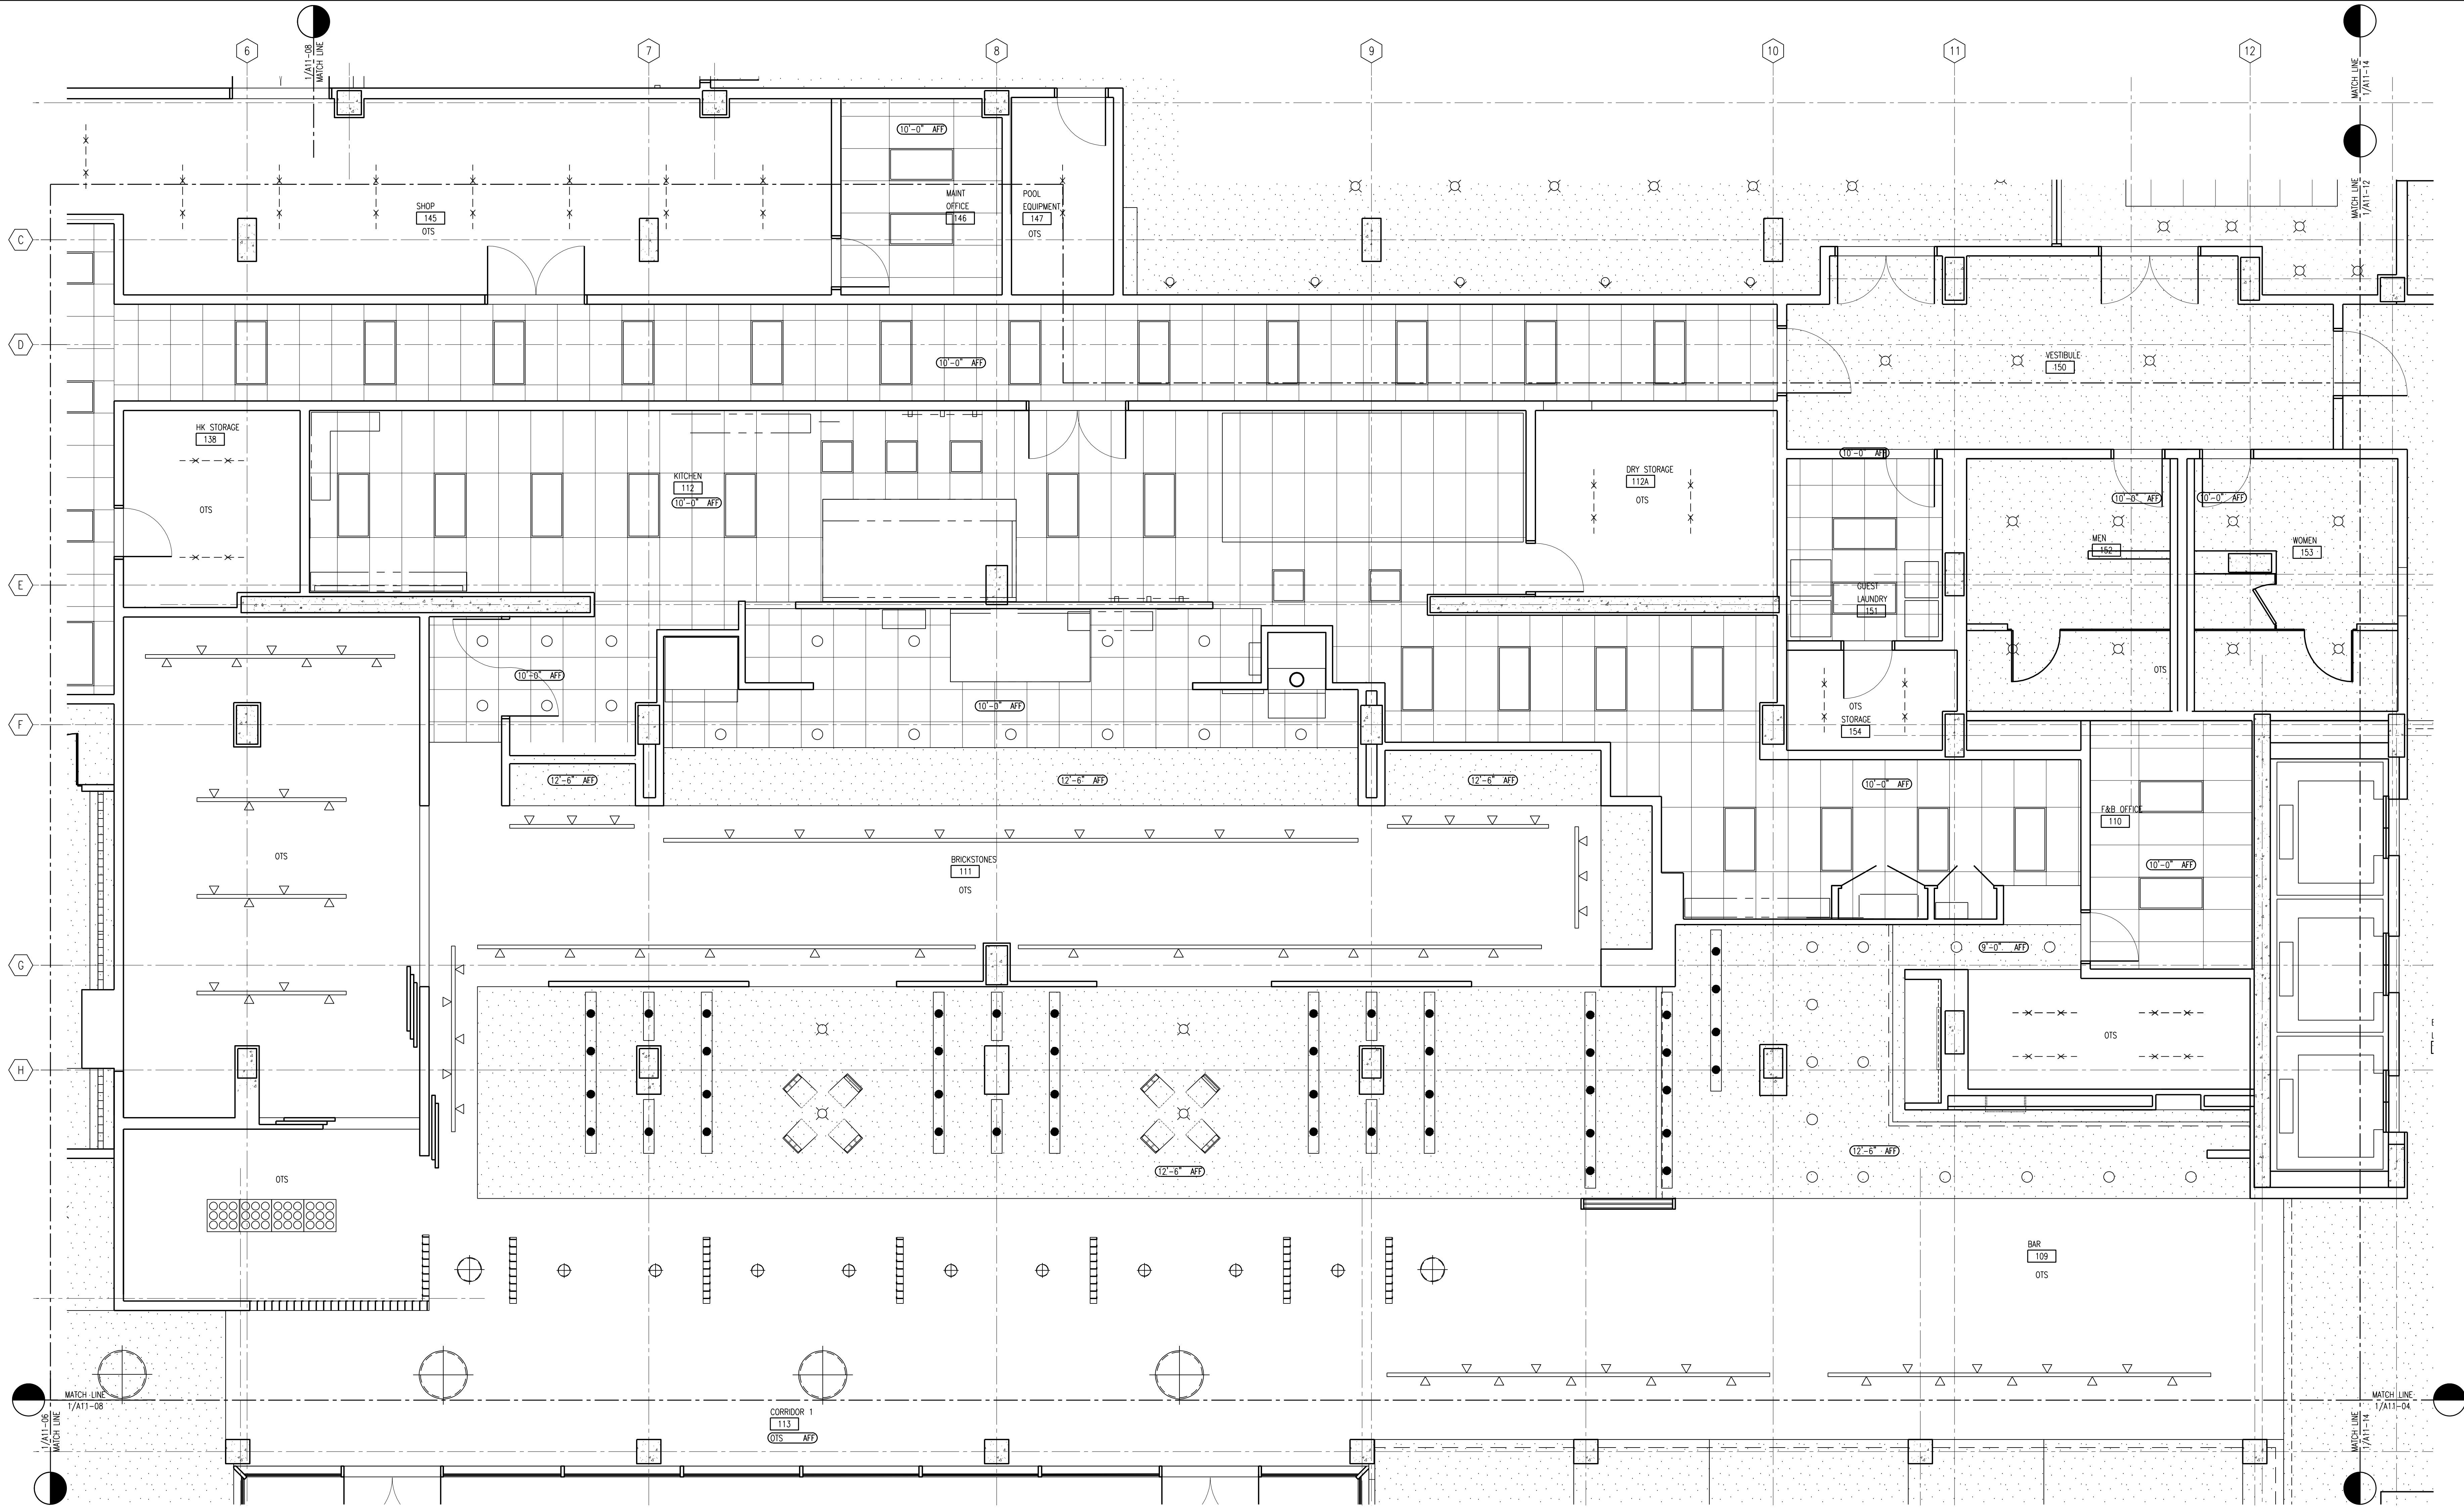 1/A11-08
MATCH LINE
6
7
8
9
10
11
12
MATCH LINE
1/A11-14
MATCH LINE
1/A11-12
C
D
E
F
G
H
10'-0" AFF
SHOP
145
OTS
MAINT
OFFICE
146
POOL
EQUIPMENT
147
OTS
10'-0" AFF
VESTIBULE
150
HK STORAGE
138
OTS
KITCHEN
112
10'-0" AFF
DRY STORAGE
112A
OTS
10'-0" AFF
10'-0" AFF
10'-0" AFF
MEN
152
WOMEN
153
GUEST
LAUNDRY
151
10'-0" AFF
10'-0" AFF
OTS
OTS
STORAGE
154
12'-6" AFF
12'-6" AFF
12'-6" AFF
10'-0" AFF
F&B OFFICE
110
10'-0" AFF
OTS
BRICKSTONES
111
OTS
9'-0" AFF
OTS
12'-6" AFF
12'-6" AFF
OTS
BAR
109
OTS
MATCH LINE
1/A11-08
1/A11-06
MATCH LINE
CORRIDOR 1
113
OTS AFF
MATCH LINE
1/A11-04
MATCH LINE
1/A11-14